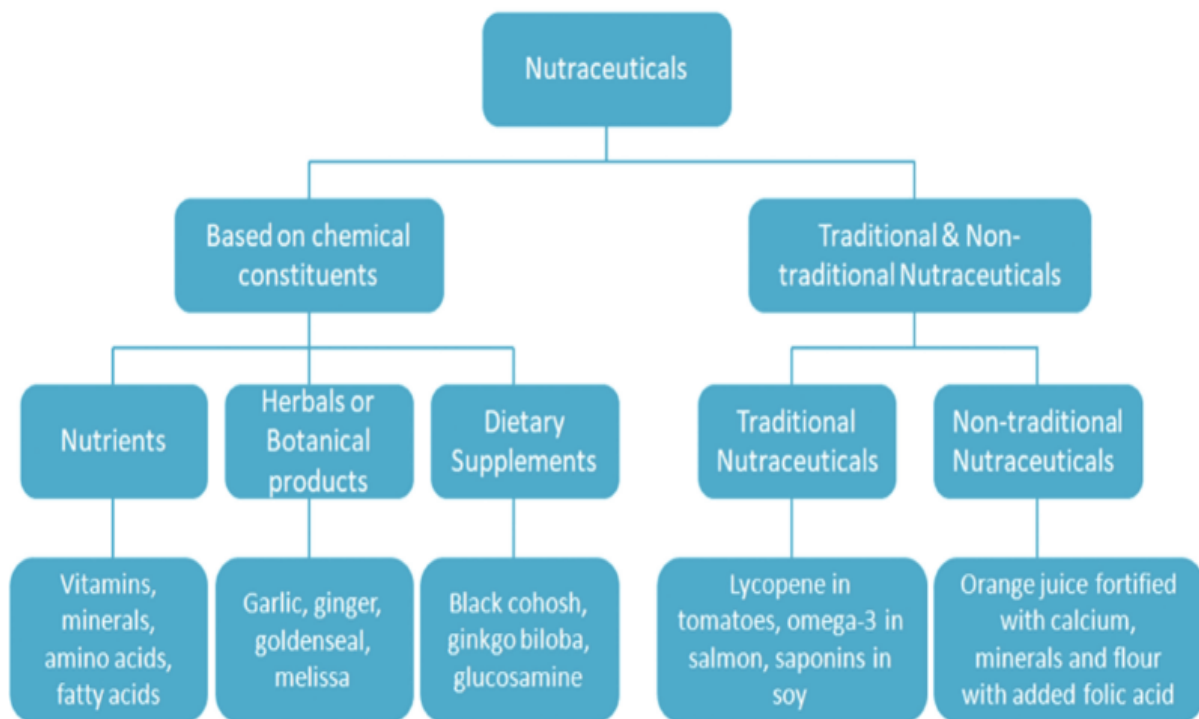 Nutraceuticals
Based on chemical
constituents
Traditional & Non-
traditional Nutraceuticals
Nutrients
Herbals or
Botanical
products
Dietary
Supplements
Traditional
Nutraceuticals
Non-traditional
Nutraceuticals
Vitamins,
minerals,
amino acids,
fatty acids
Garlic, ginger,
goldenseal,
melissa
Black cohosh,
ginkgo biloba,
glucosamine
Lycopene in
tomatoes, omega-3 in
salmon, saponins in
soy
Orange juice fortified
with calcium,
minerals and flour
with added folic acid